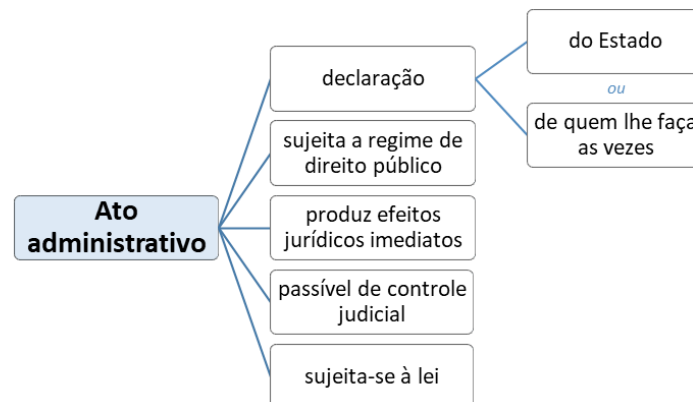 Ato
administrativo
declaração
do Estado
ou
de quem lhe faça
as vezes
sujeita a regime de
direito público
produz efeitos
jurídicos imediatos
passível de controle
judicial
sujeita-se à lei